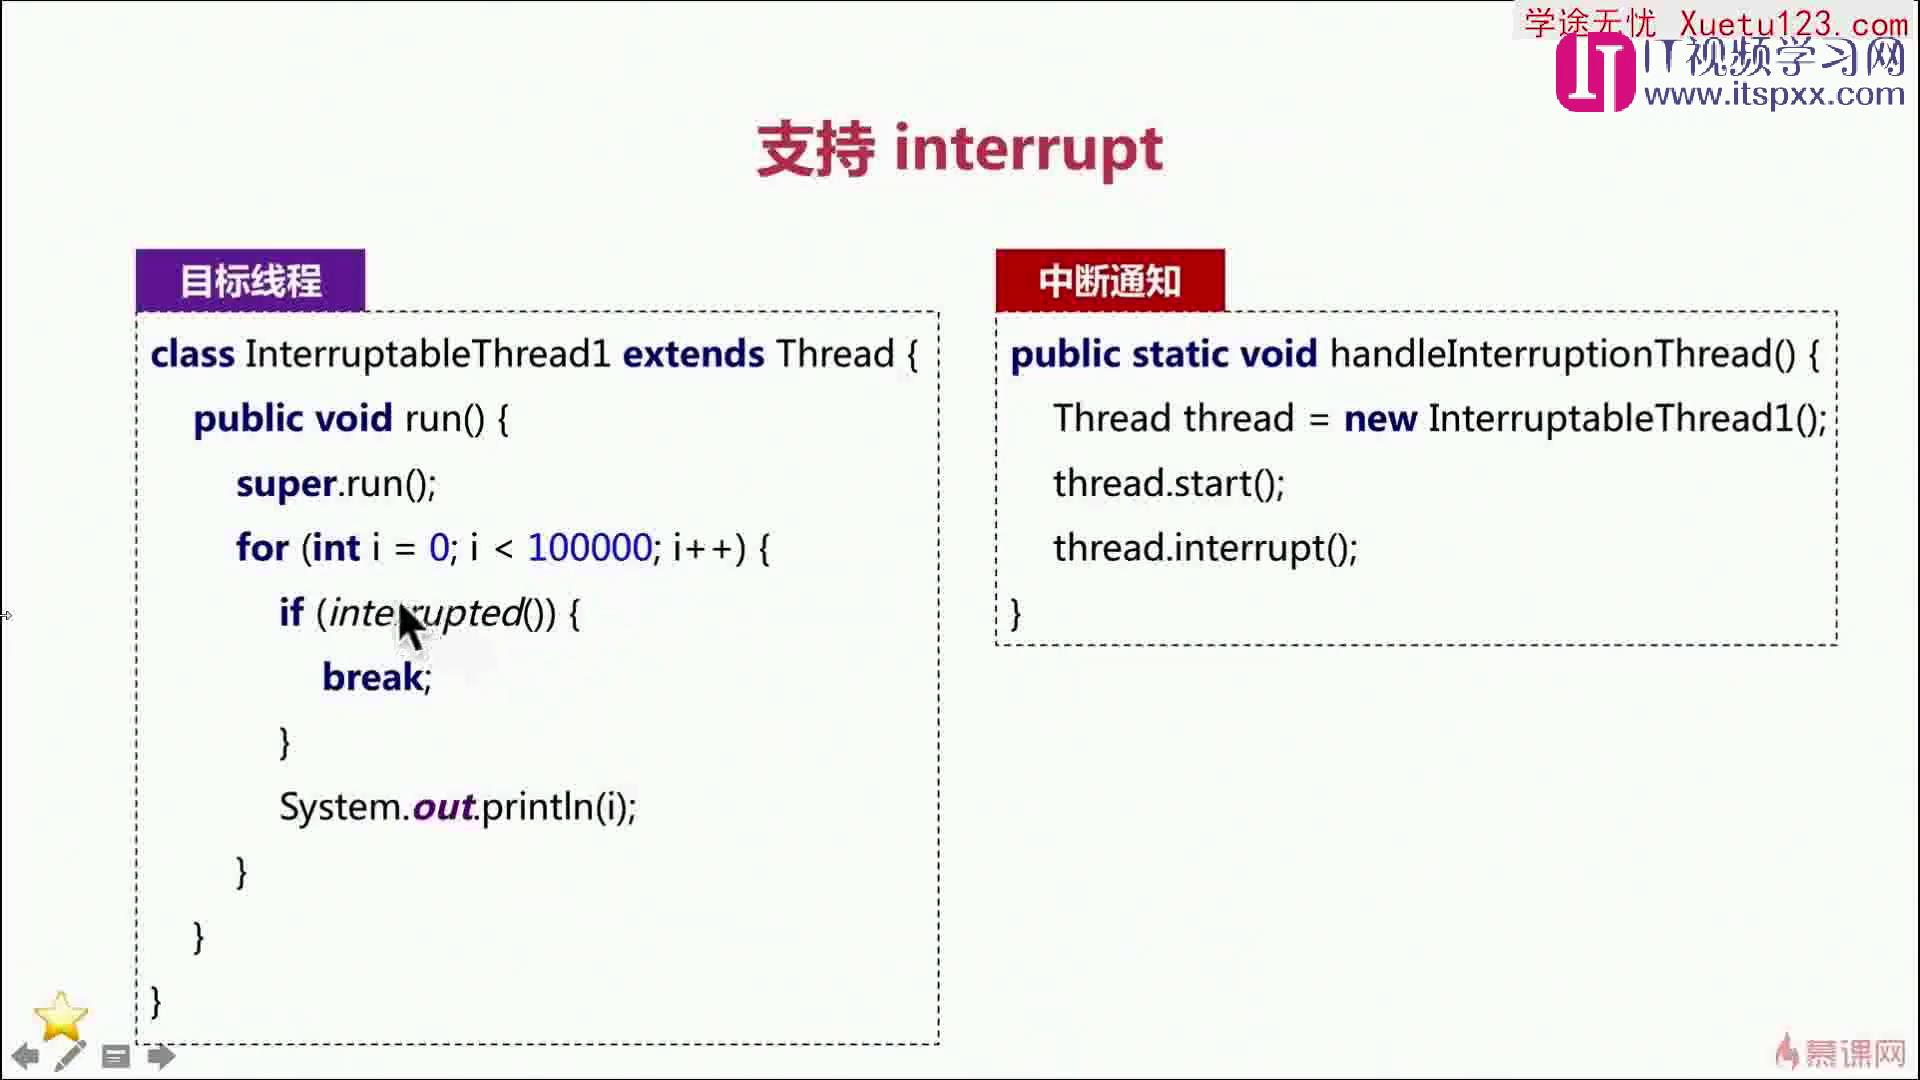 学途无忧 Xuetu123.com
IT视频学习网
www.itspxx.com
支持 interrupt
目标线程
class InterruptableThread1 extends Thread {
public void run() {
super.run();
for (int i = 0; i < 100000; i++) {
if (interrupted()) {
break;
}
System.out.println(i);
}
}
}
中断通知
public static void handleInterruptionThread() {
Thread thread = new InterruptableThread1();
thread.start();
thread.interrupt();
}
慕课网